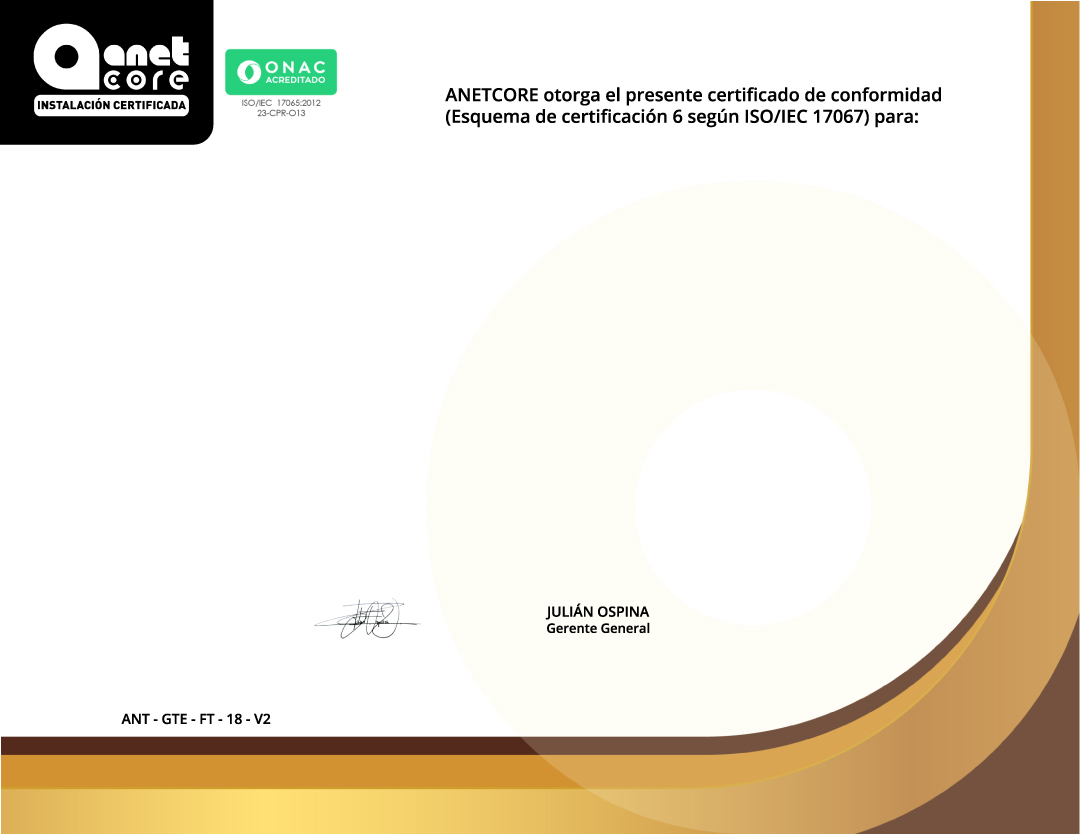 anet
core
INSTALACIÓN CERTIFICADA
ONAC
ACREDITADO
ISO/IEC 17065:2012
23-CPR-O13
ANETCORE otorga el presente certificado de conformidad
(Esquema de certificación 6 según ISO/IEC 17067) para:
JULIÁN OSPINA
Gerente General
ANT - GTE - FT - 18 - V2